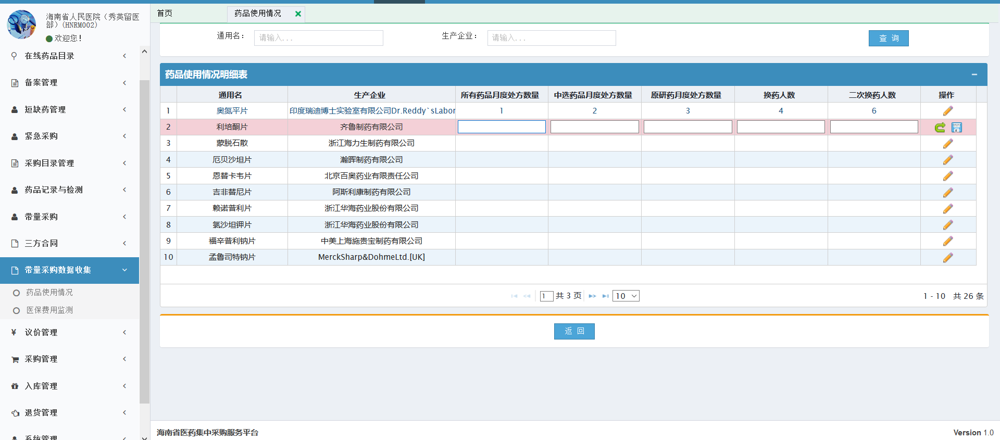 海南省人民医院（秀英留医
部）(HNRM002)
欢迎您!
在线药品目录
备案管理
短缺药管理
紧急采购
采购目录管理
药品记录与检测
带量采购
三方合同
带量采购数据收集
药品使用情况
医保费用监测
议价管理
采购管理
入库管理
退货管理
系统管理
首页 药品使用情况
通用名： 请输入... 生产企业： 请输入... 查 询
药品使用情况明细表
通用名 生产企业 所有药品月度处方数量 中选药品月度处方数量 原研药月度处方数量 换药人数 二次换药人数 操作
1 奥氮平片 印度瑞迪博士实验室有限公司Dr.Reddy`sLabor 1 2 3 4 6
2 利培酮片 齐鲁制药有限公司
3 蒙脱石散 浙江海力生制药有限公司
4 厄贝沙坦片 瀚晖制药有限公司
5 恩替卡韦片 北京百奥药业有限责任公司
6 吉非替尼片 阿斯利康制药有限公司
7 赖诺普利片 浙江华海药业股份有限公司
8 氯沙坦钾片 浙江华海药业股份有限公司
9 福辛普利钠片 中美上海施贵宝制药有限公司
10 孟鲁司特钠片 MerckSharp&DohmeLtd.[UK]
1 共 3 页 10 1 - 10 共 26 条
返 回
海南省医药集中采购服务平台 Version 1.0